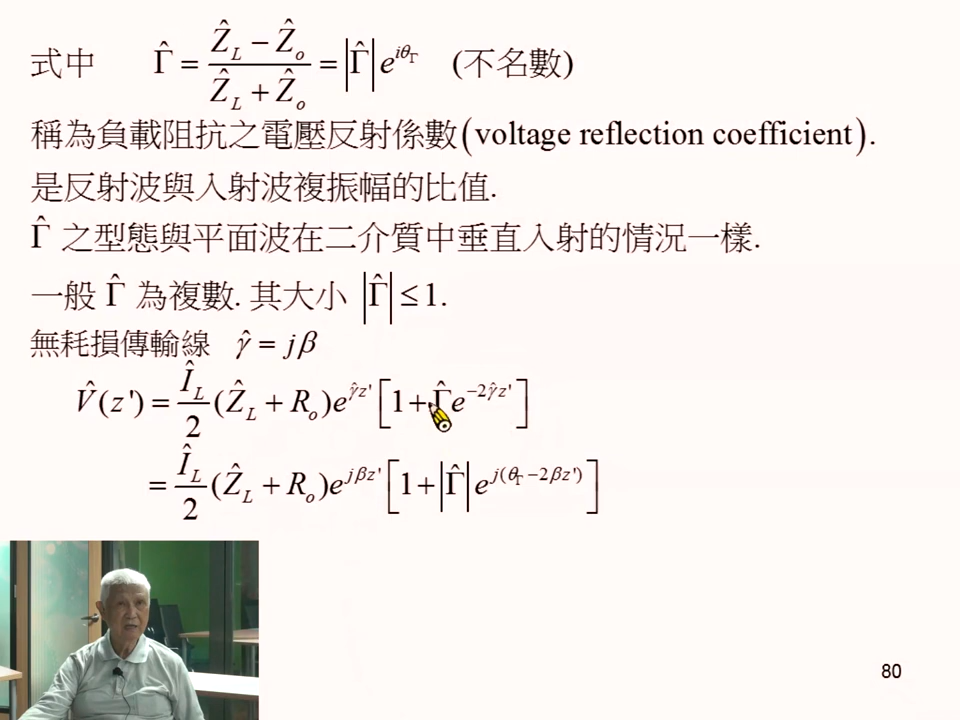 式中 Γ̂ = (Ẑ_L − Ẑ_o) / (Ẑ_L + Ẑ_o) = |Γ̂| e^{iθ_Γ} (不名數)
稱為負載阻抗之電壓反射係數(voltage reflection coefficient).
是反射波與入射波複振幅的比值.
Γ̂ 之型態與平面波在二介質中垂直入射的情況一樣.
一般 Γ̂ 為複數. 其大小 |Γ̂| ≤ 1.
無耗損傳輸線 γ̂ = jβ
V̂(z') = Î_L/2 (Ẑ_L + R_o)e^{γ̂z'} [1 + Γ̂e^{−2γ̂z'}]
= Î_L/2 (Ẑ_L + R_o)e^{jβz'} [1 + |Γ̂| e^{j(θ_Γ −2βz')}]
80